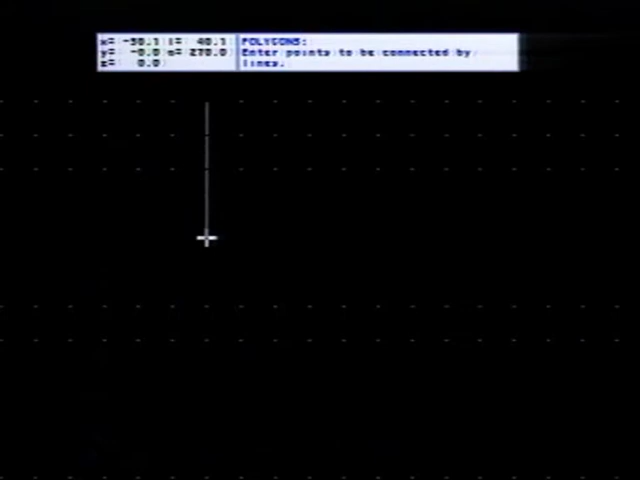 x= -50.1 l= 40.1
y= -0.0 a= 270.0
z= 0.0
POLYGONS:
Enter points to be connected by
lines.